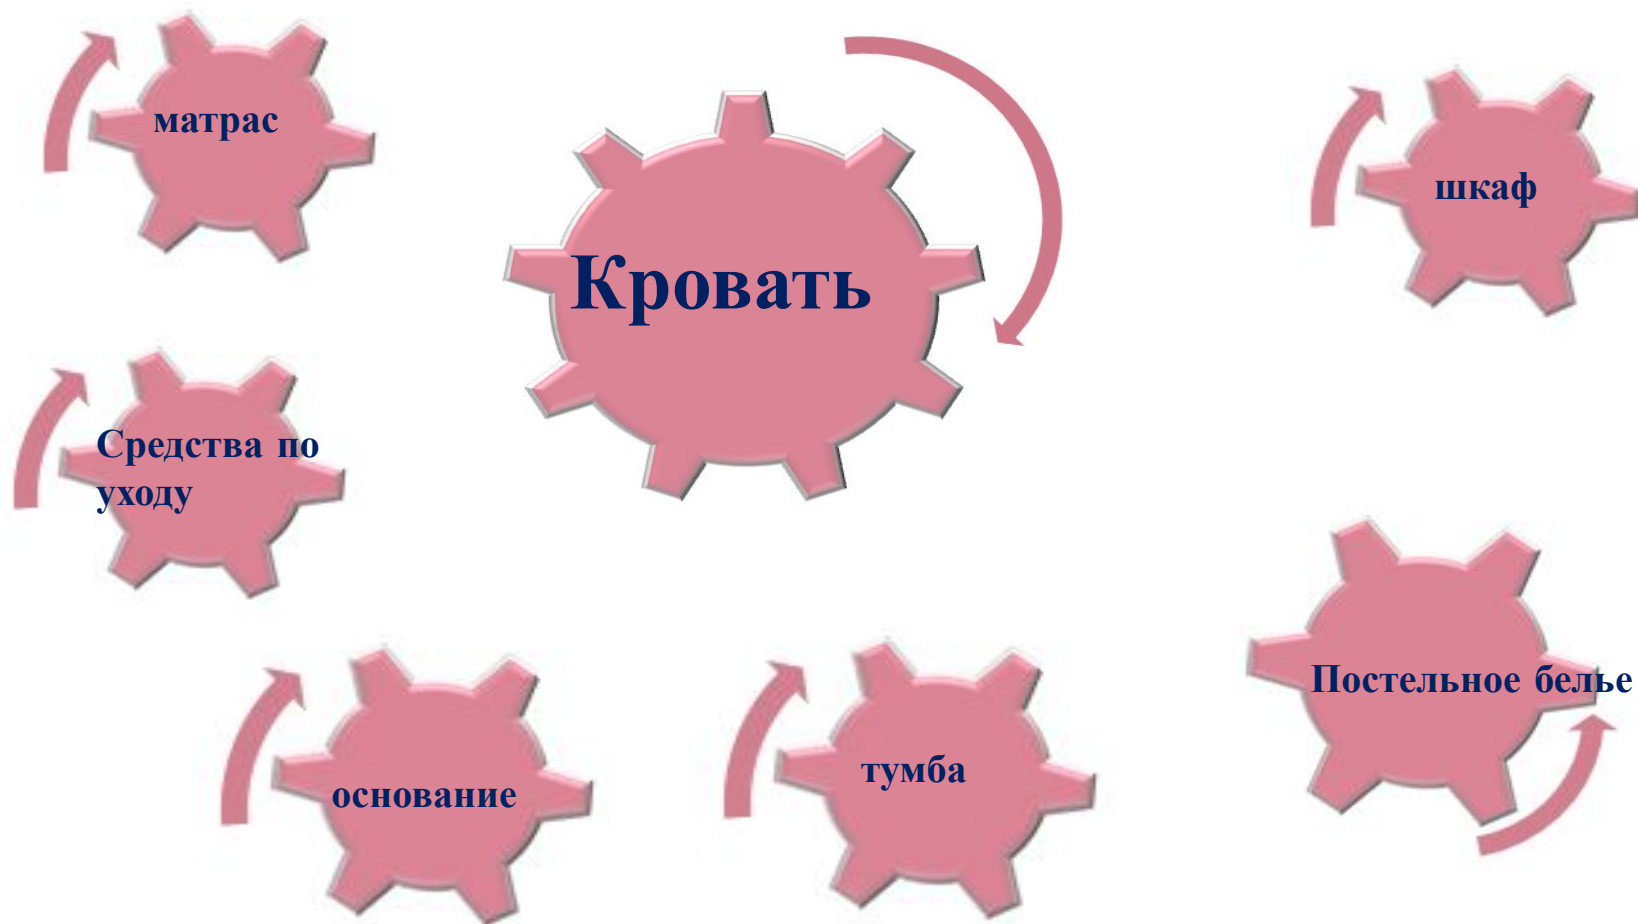 матрас
Кровать
шкаф
Средства по
уходу
Постельное белье
основание
тумба